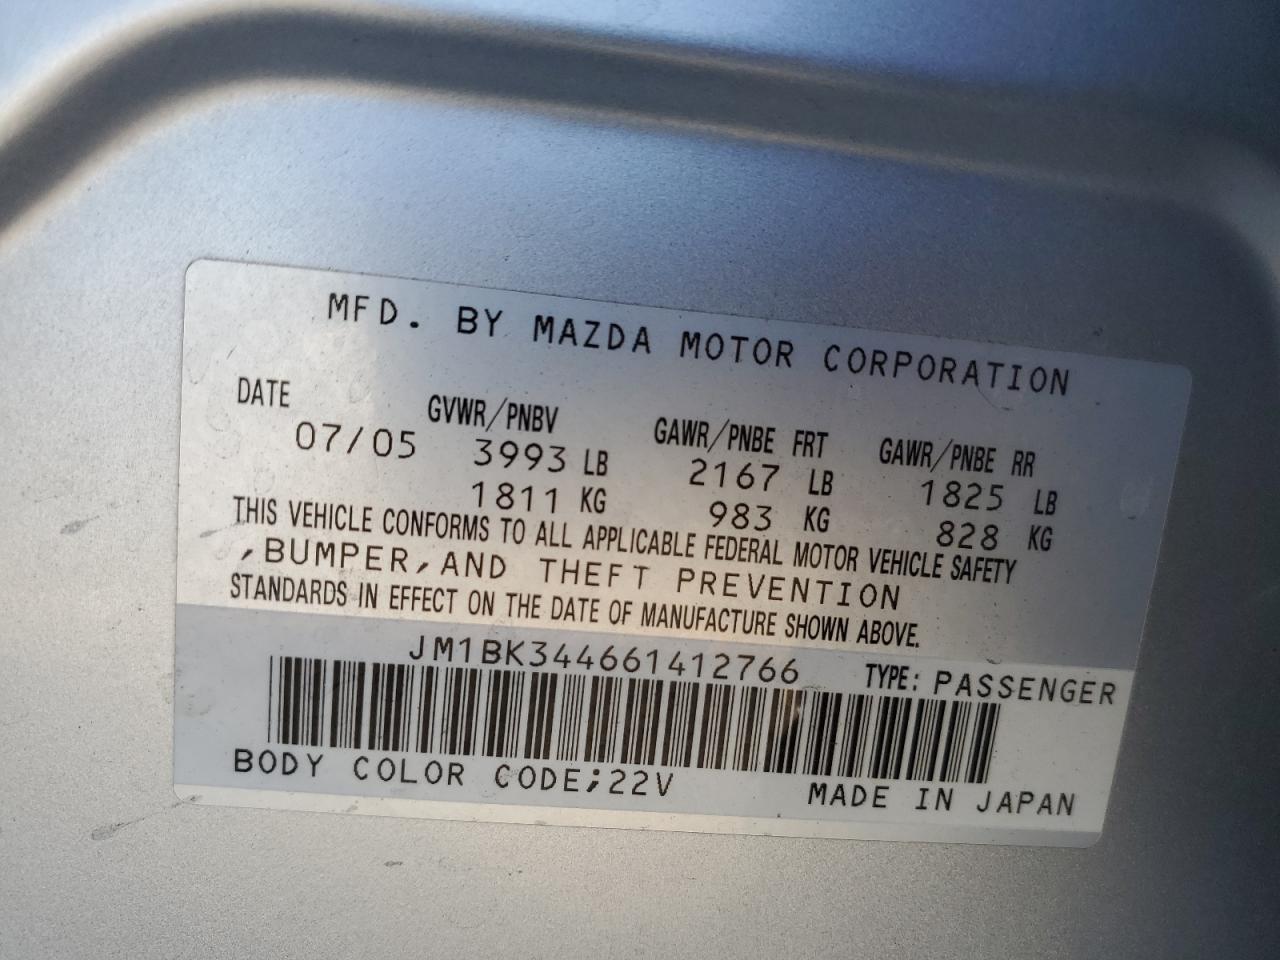 MFD. BY MAZDA MOTOR CORPORATION
DATE GVWR/PNBV GAWR/PNBE FRT GAWR/PNBE RR
07/05 3993 LB 2167 LB 1825 LB
1811 KG 983 KG 828 KG
THIS VEHICLE CONFORMS TO ALL APPLICABLE FEDERAL MOTOR VEHICLE SAFETY
,BUMPER,AND THEFT PREVENTION
STANDARDS IN EFFECT ON THE DATE OF MANUFACTURE SHOWN ABOVE.
JM1BK344661412766 TYPE: PASSENGER
BODY COLOR CODE;22V MADE IN JAPAN